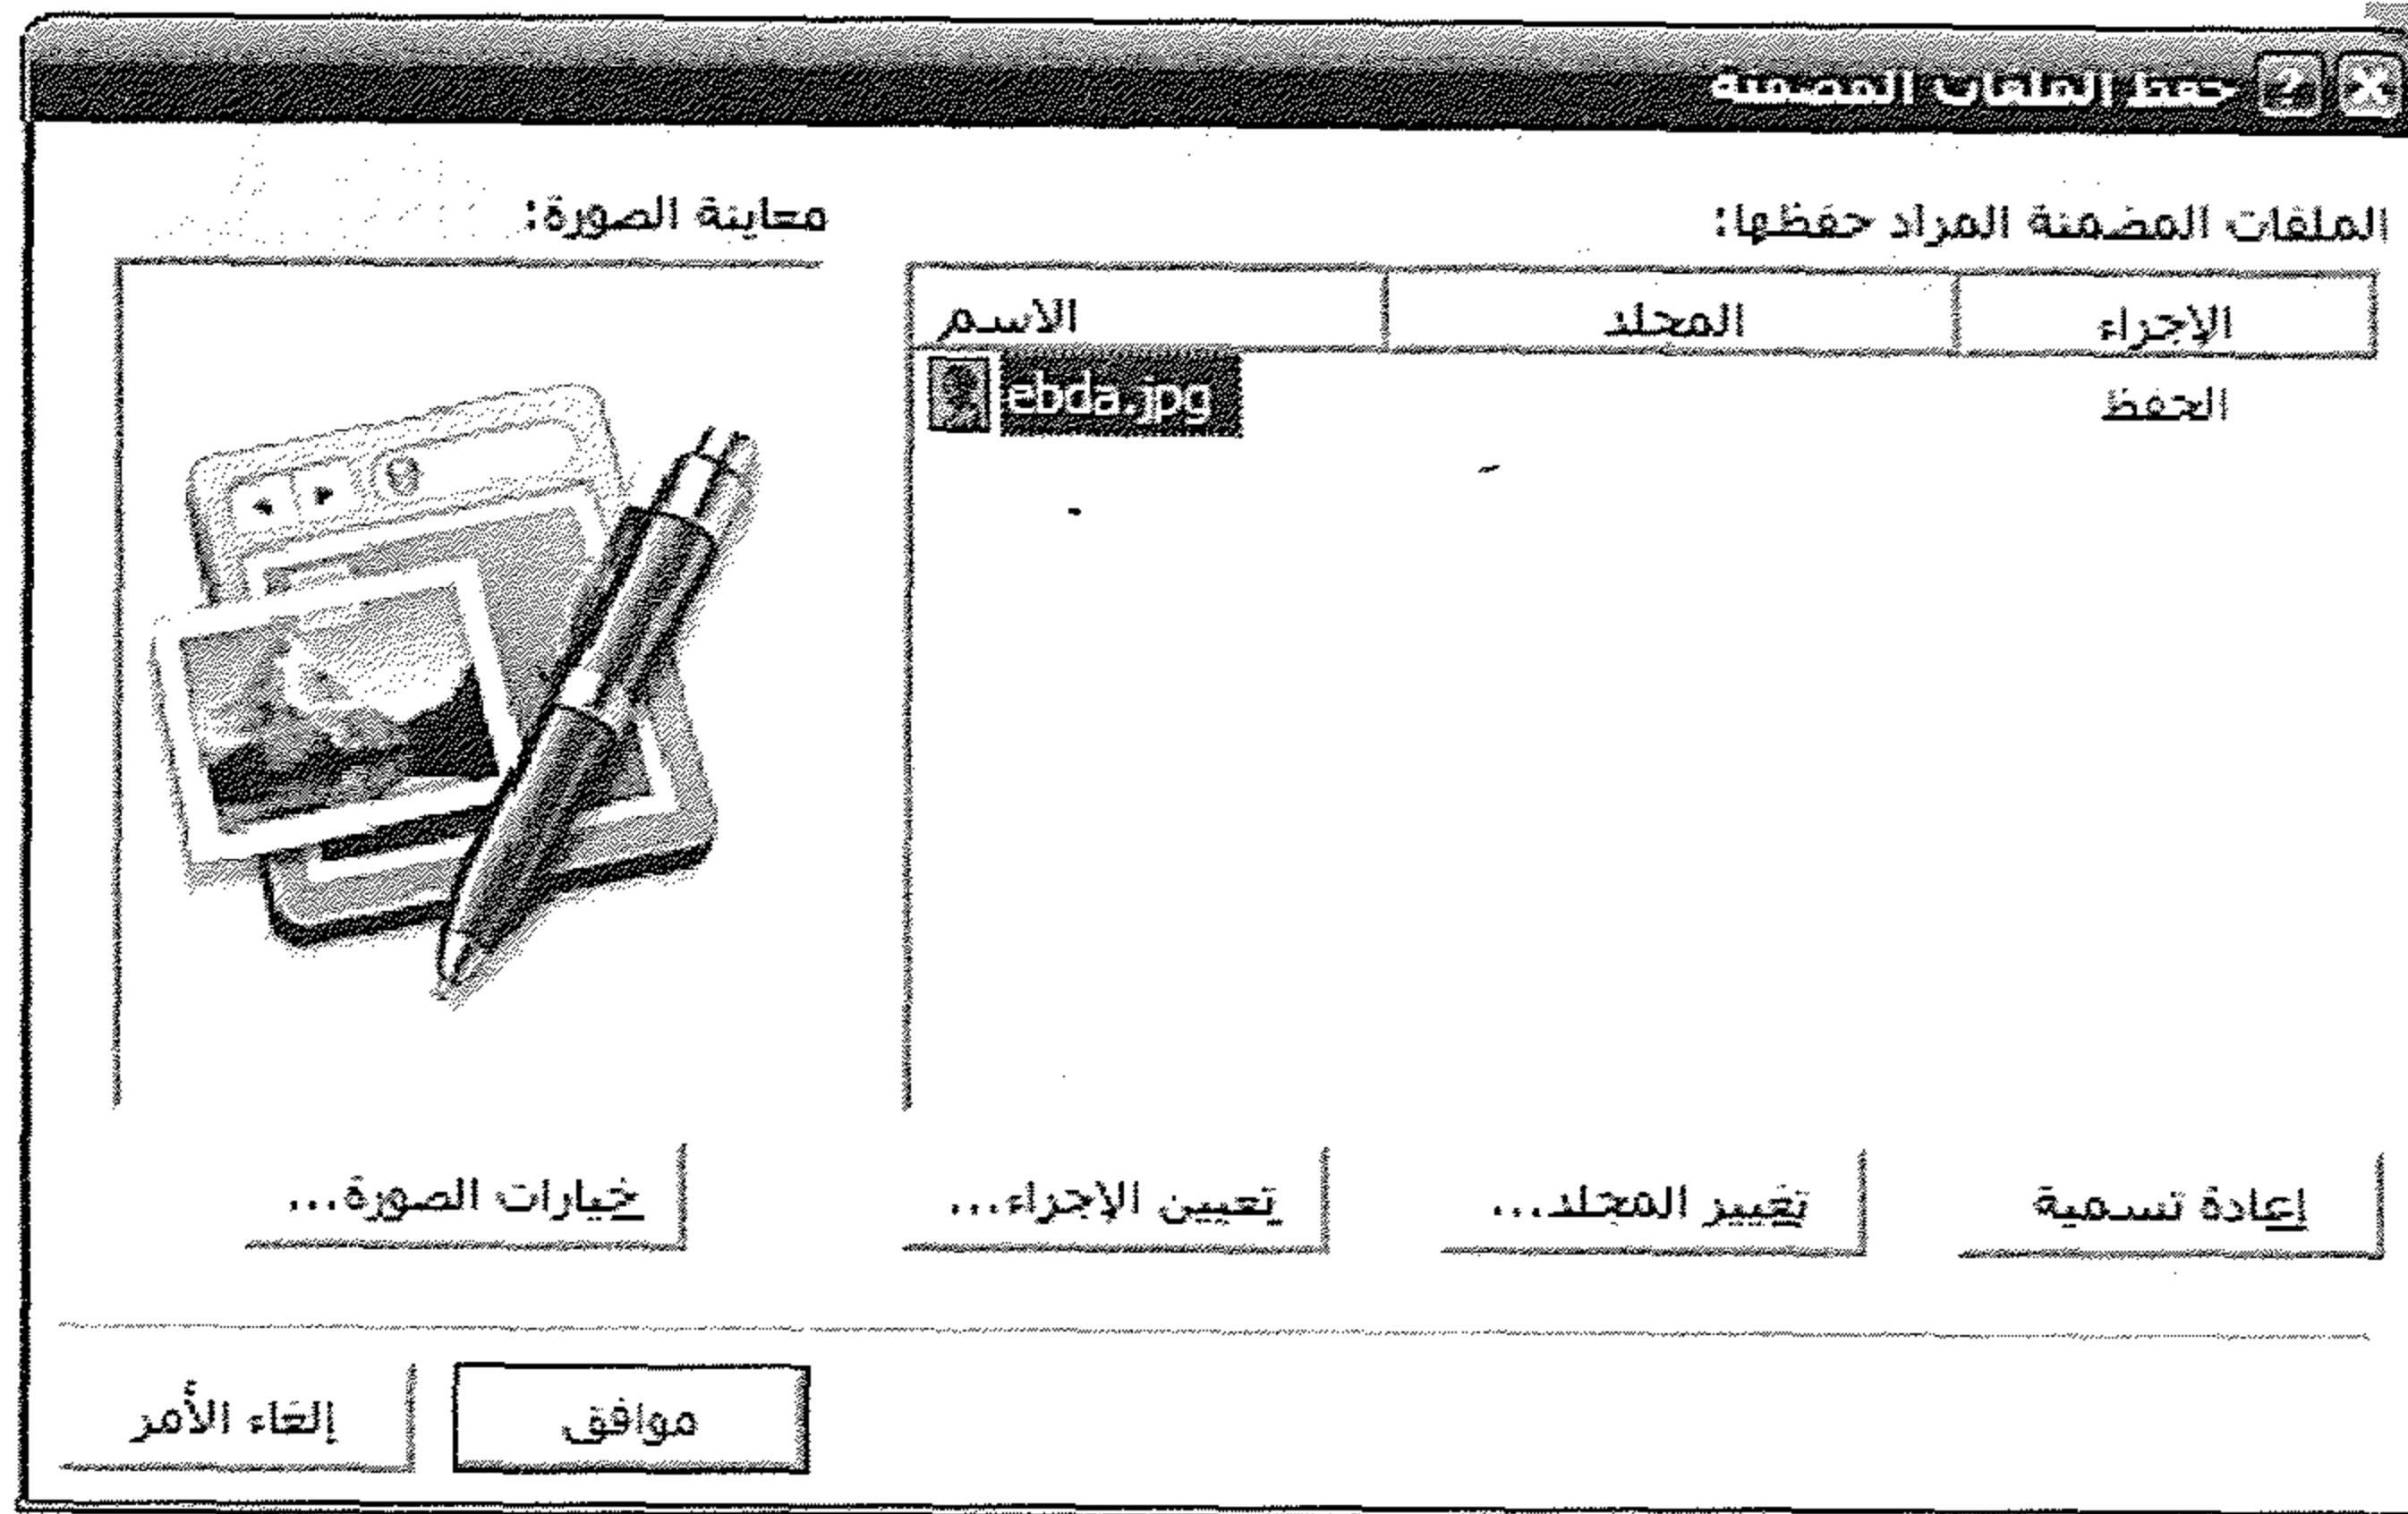 حفظ الملفات المضمنة
الملفات المضمنة المراد حفظها:
معاينة الصورة:
الإجراء
المجلد
الاسم
الحفظ
ebda.jpg
إعادة تسمية
تغيير المجلد...
تعيين الإجراء...
خيارات الصورة...
موافق
إلغاء الأمر